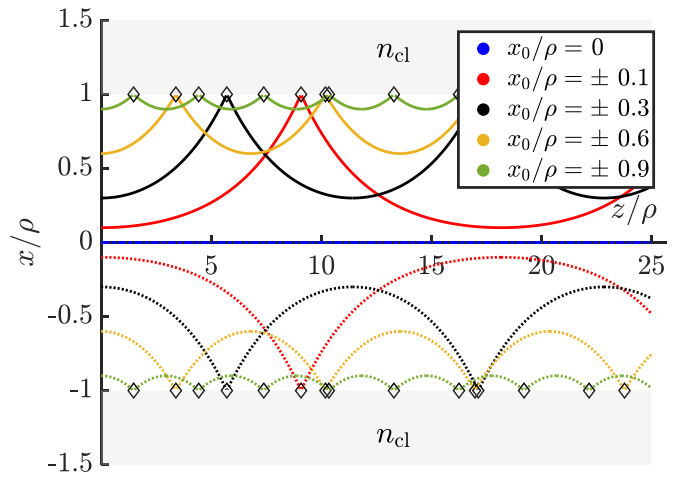 1.5
n_cl
x_0/ρ = 0
x_0/ρ = ± 0.1
x_0/ρ = ± 0.3
x_0/ρ = ± 0.6
x_0/ρ = ± 0.9
1
0.5
z/ρ
x/ρ
0
5
10
15
20
25
-0.5
-1
n_cl
-1.5